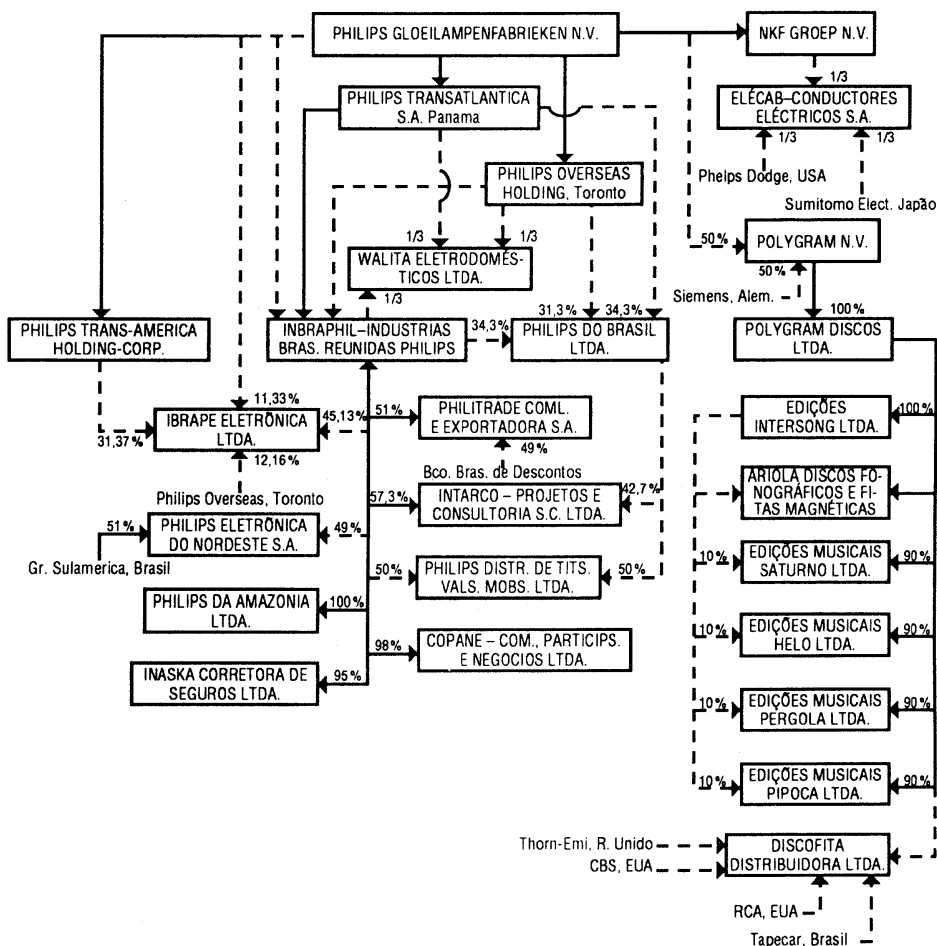 PHILIPS GLOEILAMPENFABRIEKEN N.V.
NKF GROEP N.V.
1/3
PHILIPS TRANSATLANTICA
S.A. Panama
ELÉCAB–CONDUCTORES
ELÉCTRICOS S.A.
1/3
1/3
Phelps Dodge, USA
Sumitomo Elect. Japão
PHILIPS OVERSEAS
HOLDING, Toronto
1/3
1/3
WALITA ELETRODOMÉS-
TICOS LTDA.
1/3
50%
POLYGRAM N.V.
50%
Siemens, Alem.
100%
PHILIPS TRANS-AMERICA
HOLDING-CORP.
INBRAPHIL–INDUSTRIAS
BRAS. REUNIDAS PHILIPS
34,3%
31,3%
34,3%
PHILIPS DO BRASIL
LTDA.
POLYGRAM DISCOS
LTDA.
11,33%
31,37%
IBRAPE ELETRÕNICA
LTDA.
45,13%
12,16%
Philips Overseas, Toronto
51%
PHILITRADE COML.
E EXPORTADORA S.A.
49%
Bco. Bras. de Descontos
EDIÇÕES
INTERSONG LTDA.
100%
57,3%
INTARCO – PROJETOS E
CONSULTORIA S.C. LTDA.
42,7%
ARIOLA DISCOS FO-
NOGRÁFICOS E FI-
TAS MAGNÉTICAS
51%
PHILIPS ELETRÕNICA
DO NORDESTE S.A.
49%
Gr. Sulamerica, Brasil
50%
PHILIPS DISTR. DE TITS.
VALS. MOBS. LTDA.
50%
10%
EDIÇÕES MUSICAIS
SATURNO LTDA.
90%
PHILIPS DA AMAZONIA
LTDA.
100%
98%
COPANE – COM., PARTICIPS.
E NEGOCIOS LTDA.
10%
EDIÇÕES MUSICAIS
HELO LTDA.
90%
INASKA CORRETORA DE
SEGUROS LTDA.
95%
10%
EDIÇÕES MUSICAIS
PERGOLA LTDA.
90%
10%
EDIÇÕES MUSICAIS
PIPOCA LTDA.
90%
Thorn-Emi, R. Unido
CBS, EUA
DISCOFITA
DISTRIBUIDORA LTDA.
RCA, EUA
Tapecar, Brasil